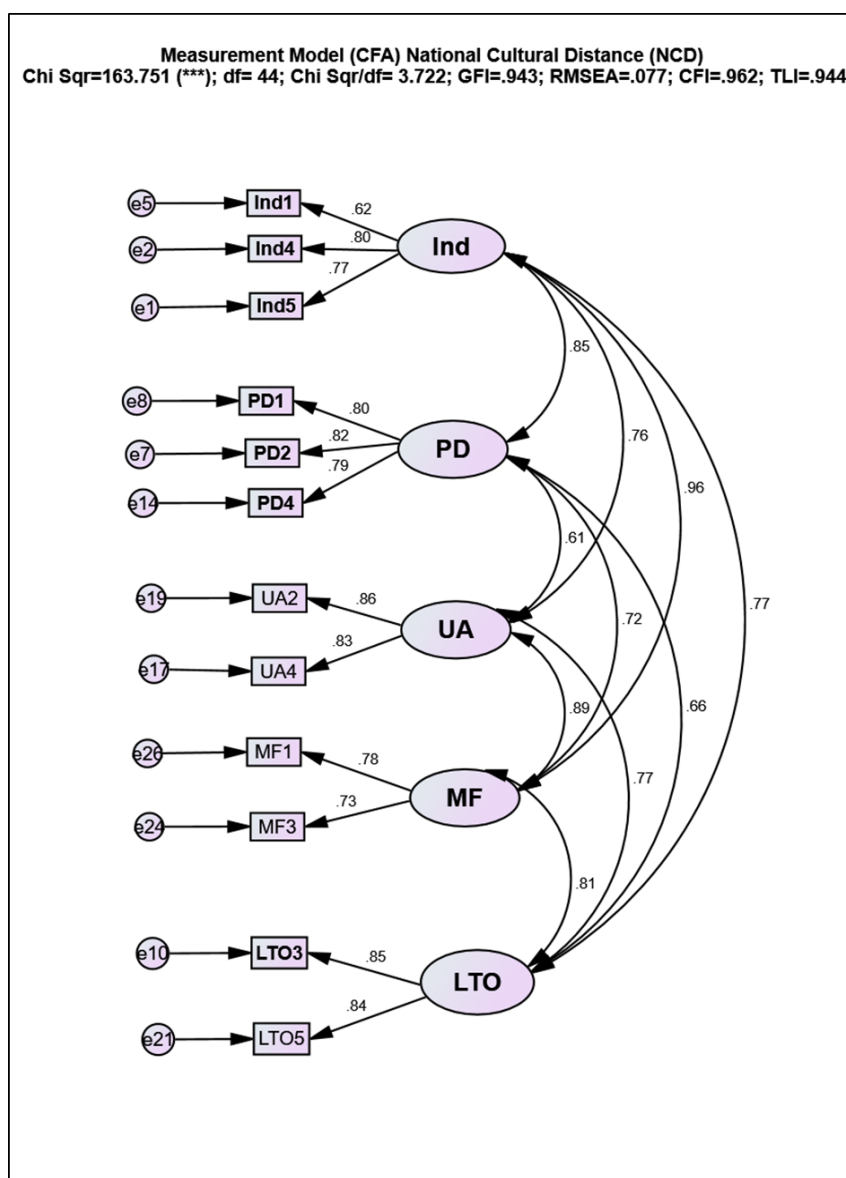 Measurement Model (CFA) National Cultural Distance (NCD)
Chi Sqr=163.751 (***); df= 44; Chi Sqr/df= 3.722; GFI=.943; RMSEA=.077; CFI=.962; TLI=.944
e5 Ind1 .62
e2 Ind4 .80 Ind
e1 Ind5 .77
.85
e8 PD1 .80
e7 PD2 .82 PD .76
e14 PD4 .79
.96
.61
e19 UA2 .86
UA .72 .77
e17 UA4 .83
.89 .66
e26 MF1 .78
MF .77
e24 MF3 .73
.81
e10 LTO3 .85
LTO
e21 LTO5 .84